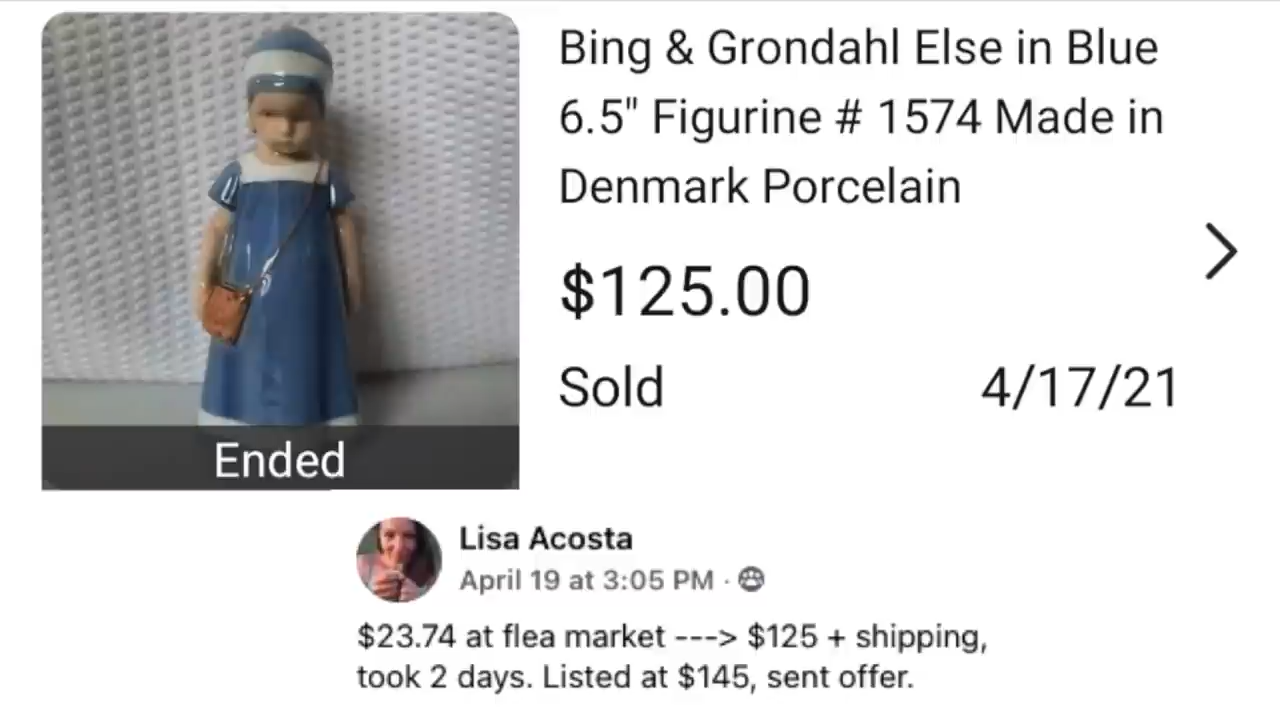 Bing & Grondahl Else in Blue
6.5" Figurine # 1574 Made in
Denmark Porcelain
$125.00
Sold 4/17/21
Ended
Lisa Acosta
April 19 at 3:05 PM ·
$23.74 at flea market ---> $125 + shipping,
took 2 days. Listed at $145, sent offer.